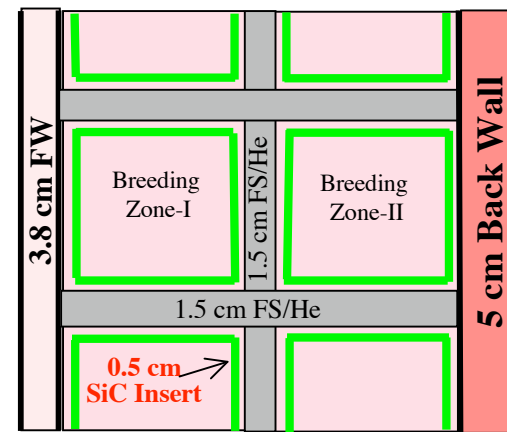 3.8 cm FW
Breeding
Zone-I
1.5 cm FS/He
Breeding
Zone-II
5 cm Back Wall
1.5 cm FS/He
0.5 cm
SiC Insert